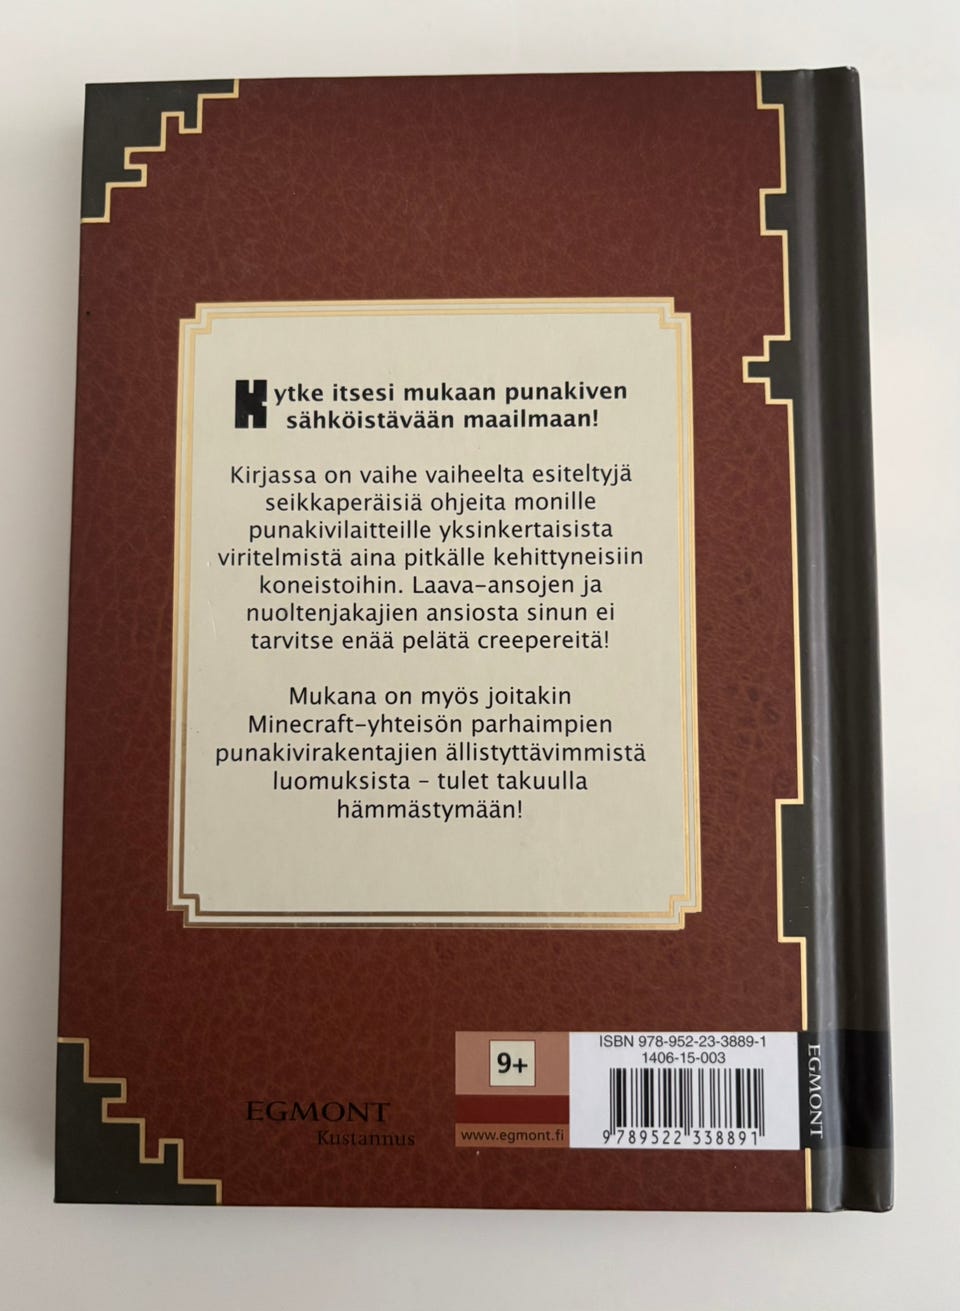 Kytke itsesi mukaan punakiven
sähköistävään maailmaan!
Kirjassa on vaihe vaiheelta esiteltyjä
seikkaperäisiä ohjeita monille
punakivilaitteille yksinkertaisista
viritelmistä aina pitkälle kehittyneisiin
koneistoihin. Laava-ansojen ja
nuoltenjakajien ansiosta sinun ei
tarvitse enää pelätä creepereitä!
Mukana on myös joitakin
Minecraft-yhteisön parhaimpien
punakivirakentajien ällistyttävimmistä
luomuksista – tulet takuulla
hämmästymään!
EGMONT
Kustannus
9+
www.egmont.fi
ISBN 978-952-23-3889-1
1406-15-003
9 789522 338891
EGMONT